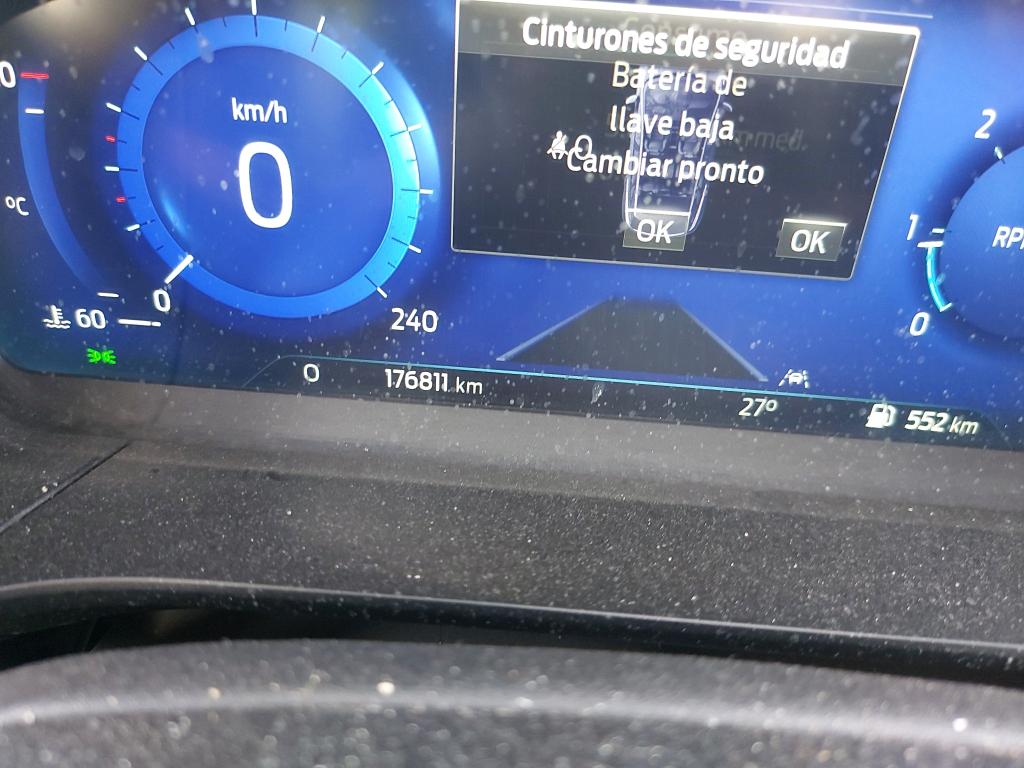 Cinturones de seguridad
Batería de
llave baja
0
Cambiar pronto
OK
OK
km/h
0
0
240
0
°C
60
2
1
0
O
176811 km
27°
552 km